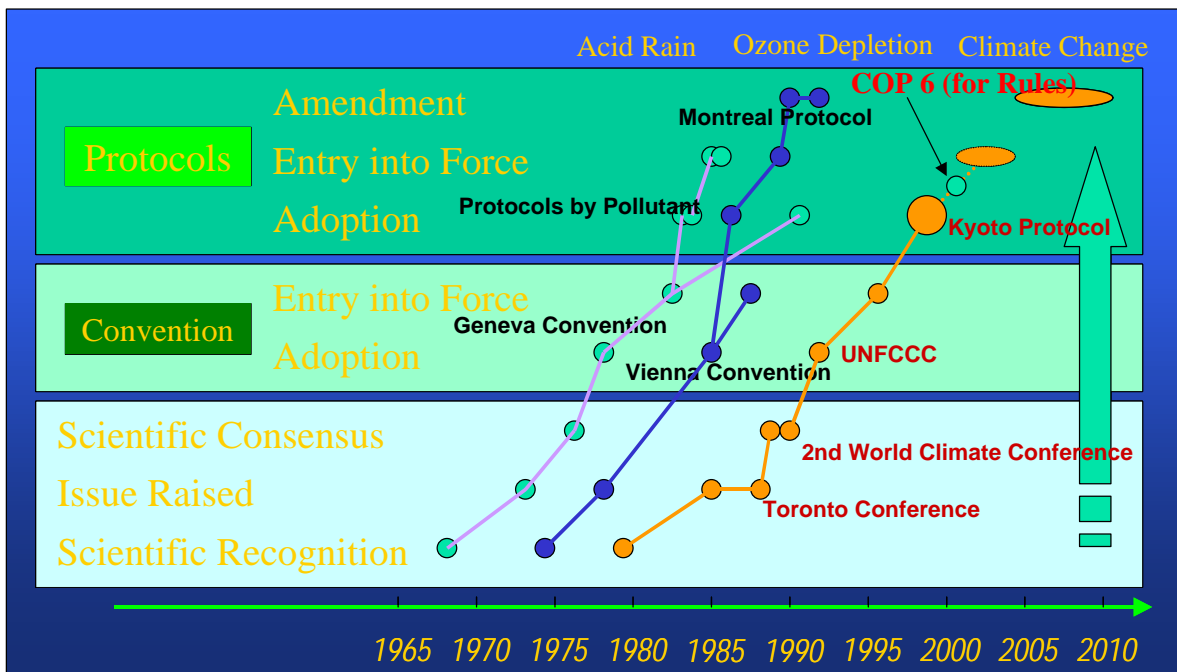 Acid Rain
Ozone Depletion
Climate Change
COP 6 (for Rules)
Amendment
Montreal Protocol
Protocols
Entry into Force
Protocols by Pollutant
Adoption
Kyoto Protocol
Entry into Force
Convention
Geneva Convention
Adoption
UNFCCC
Vienna Convention
Scientific Consensus
2nd World Climate Conference
Issue Raised
Toronto Conference
Scientific Recognition
1965 1970 1975 1980 1985 1990 1995 2000 2005 2010